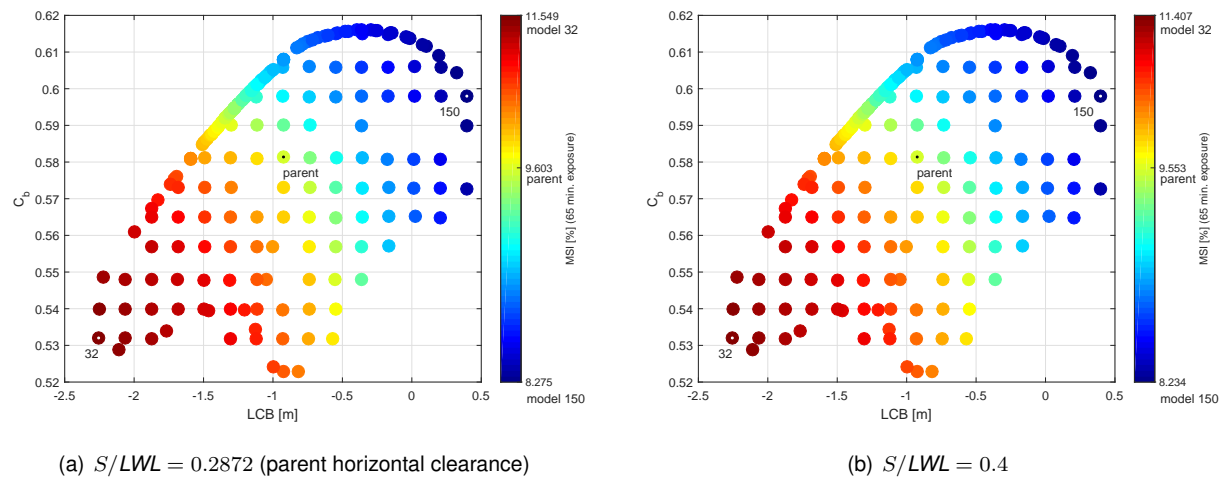 0.62
0.61
0.6
0.59
0.58
0.57
0.56
0.55
0.54
0.53
0.52
C_b
-2.5 -2 -1.5 -1 -0.5 0 0.5
LCB [m]
150
parent
32
11.549
model 32
9.603
parent
MSI [%] (65 min. exposure)
8.275
model 150
(a) S/LWL = 0.2872 (parent horizontal clearance)
0.62
0.61
0.6
0.59
0.58
0.57
0.56
0.55
0.54
0.53
0.52
C_b
-2.5 -2 -1.5 -1 -0.5 0 0.5
LCB [m]
150
parent
32
11.407
model 32
9.553
parent
MSI [%] (65 min. exposure)
8.234
model 150
(b) S/LWL = 0.4